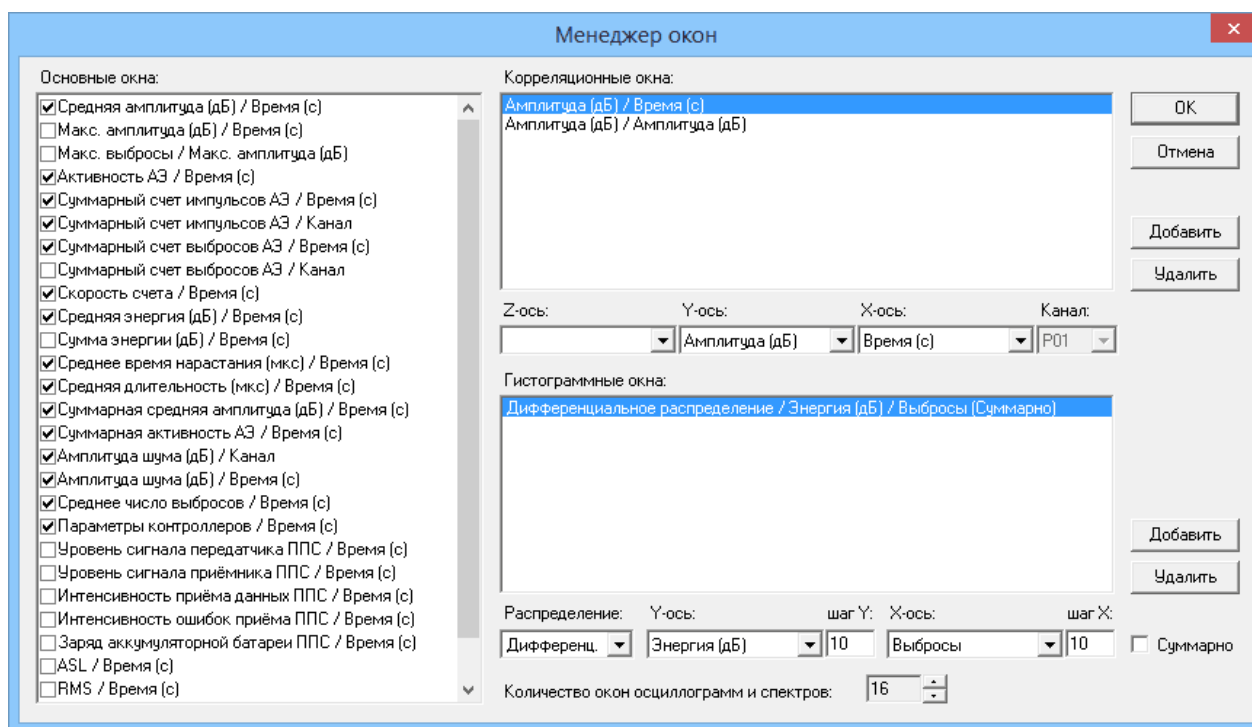 Менеджер окон
Основные окна:
Средняя амплитуда (дБ) / Время (с)
Макс. амплитуда (дБ) / Время (с)
Макс. выбросы / Макс. амплитуда (дБ)
Активность АЭ / Время (с)
Суммарный счет импульсов АЭ / Время (с)
Суммарный счет импульсов АЭ / Канал
Суммарный счет выбросов АЭ / Время (с)
Суммарный счет выбросов АЭ / Канал
Скорость счета / Время (с)
Средняя энергия (дБ) / Время (с)
Сумма энергии (дБ) / Время (с)
Среднее время нарастания (мкс) / Время (с)
Средняя длительность (мкс) / Время (с)
Суммарная средняя амплитуда (дБ) / Время (с)
Суммарная активность АЭ / Время (с)
Амплитуда шума (дБ) / Канал
Амплитуда шума (дБ) / Время (с)
Среднее число выбросов / Время (с)
Параметры контроллеров / Время (с)
Уровень сигнала передатчика ППС / Время (с)
Уровень сигнала приёмника ППС / Время (с)
Интенсивность приёма данных ППС / Время (с)
Интенсивность ошибок приёма ППС / Время (с)
Заряд аккумуляторной батареи ППС / Время (с)
ASL / Время (с)
RMS / Время (с)
Корреляционные окна:
Амплитуда (дБ) / Время (с)
Амплитуда (дБ) / Амплитуда (дБ)
Z-ось: Y-ось: X-ось: Канал:
Амплитуда (дБ) Время (с) P01
Гистограммные окна:
Дифференциальное распределение / Энергия (дБ) / Выбросы (Суммарно)
Распределение: Y-ось: шаг Y: X-ось: шаг X:
Дифференц. Энергия (дБ) 10 Выбросы 10 Суммарно
Количество окон осциллограмм и спектров: 16
OK
Отмена
Добавить
Удалить
Добавить
Удалить